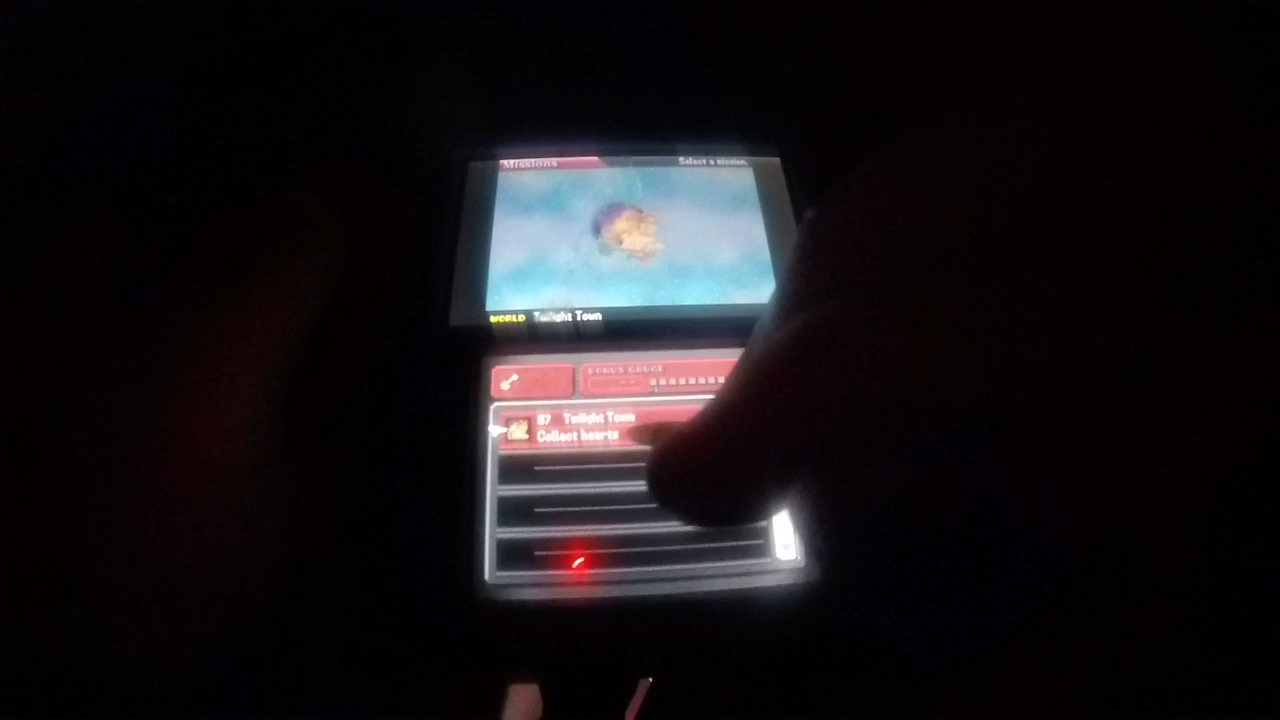 Missions
Select a mission.
WORLD Twilight Town
BONUS GAUGE
87 Twilight Town
Collect hearts